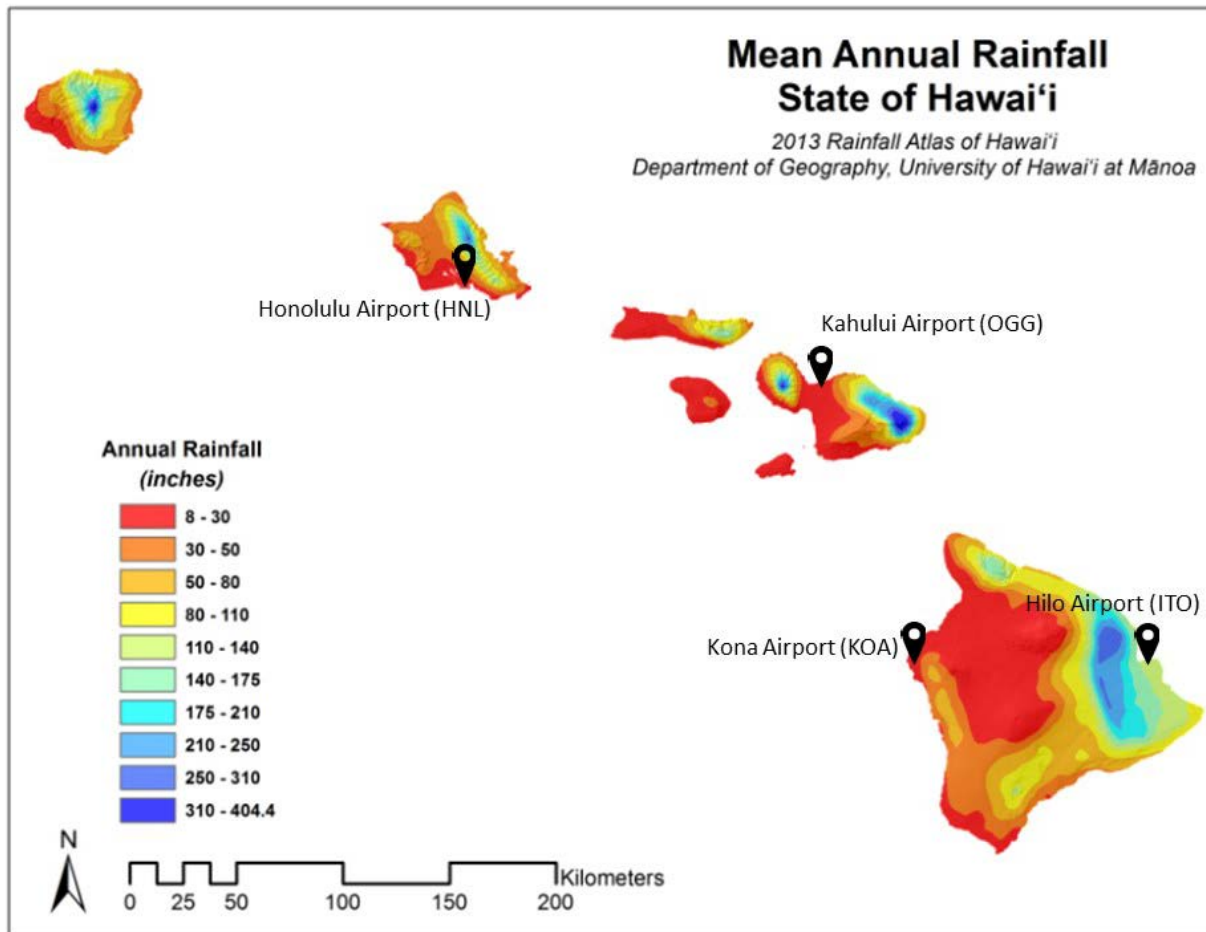 Mean Annual Rainfall
State of Hawai‘i
2013 Rainfall Atlas of Hawai‘i
Department of Geography, University of Hawai‘i at Mānoa
Honolulu Airport (HNL)
Kahului Airport (OGG)
Hilo Airport (ITO)
Kona Airport (KOA)
Annual Rainfall
(inches)
8 - 30
30 - 50
50 - 80
80 - 110
110 - 140
140 - 175
175 - 210
210 - 250
250 - 310
310 - 404.4
N
Kilometers
0 25 50 100 150 200